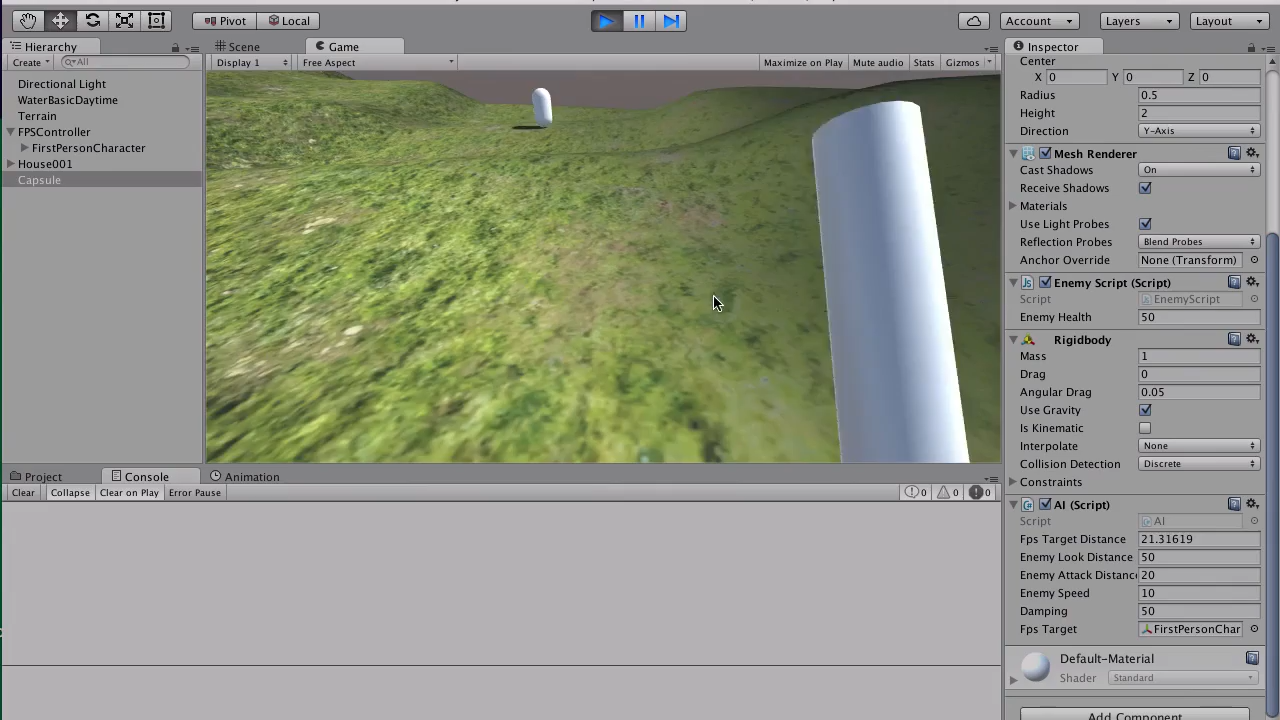 Pivot Local Account Layers Layout
Hierarchy Scene Game Inspector
Create All Display 1 Free Aspect Maximize on Play Mute audio Stats Gizmos
Directional Light
WaterBasicDaytime
Terrain
FPSController
FirstPersonCharacter
House001
Capsule
Center
X 0 Y 0 Z 0
Radius 0.5
Height 2
Direction Y-Axis
Mesh Renderer
Cast Shadows On
Receive Shadows
Materials
Use Light Probes
Reflection Probes Blend Probes
Anchor Override None (Transform)
Js Enemy Script (Script)
Script EnemyScript
Enemy Health 50
Rigidbody
Mass 1
Drag 0
Angular Drag 0.05
Use Gravity
Is Kinematic
Interpolate None
Collision Detection Discrete
Constraints
C# AI (Script)
Script AI
Fps Target Distance 21.31619
Enemy Look Distance 50
Enemy Attack Distanc 20
Enemy Speed 10
Damping 50
Fps Target FirstPersonChar
Default-Material
Shader Standard
Add Component
Project Console Animation
Clear Collapse Clear on Play Error Pause 0 0 0